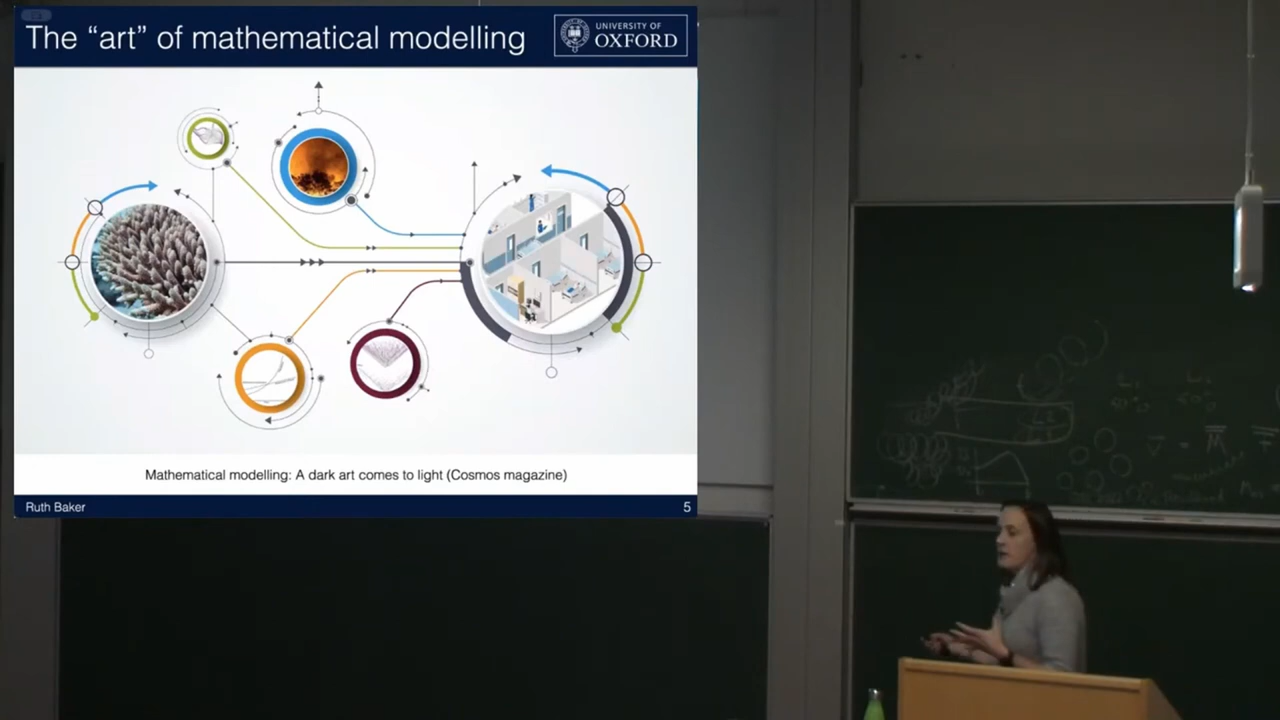 The “art” of mathematical modelling
UNIVERSITY OF
OXFORD
Mathematical modelling: A dark art comes to light (Cosmos magazine)
Ruth Baker
5